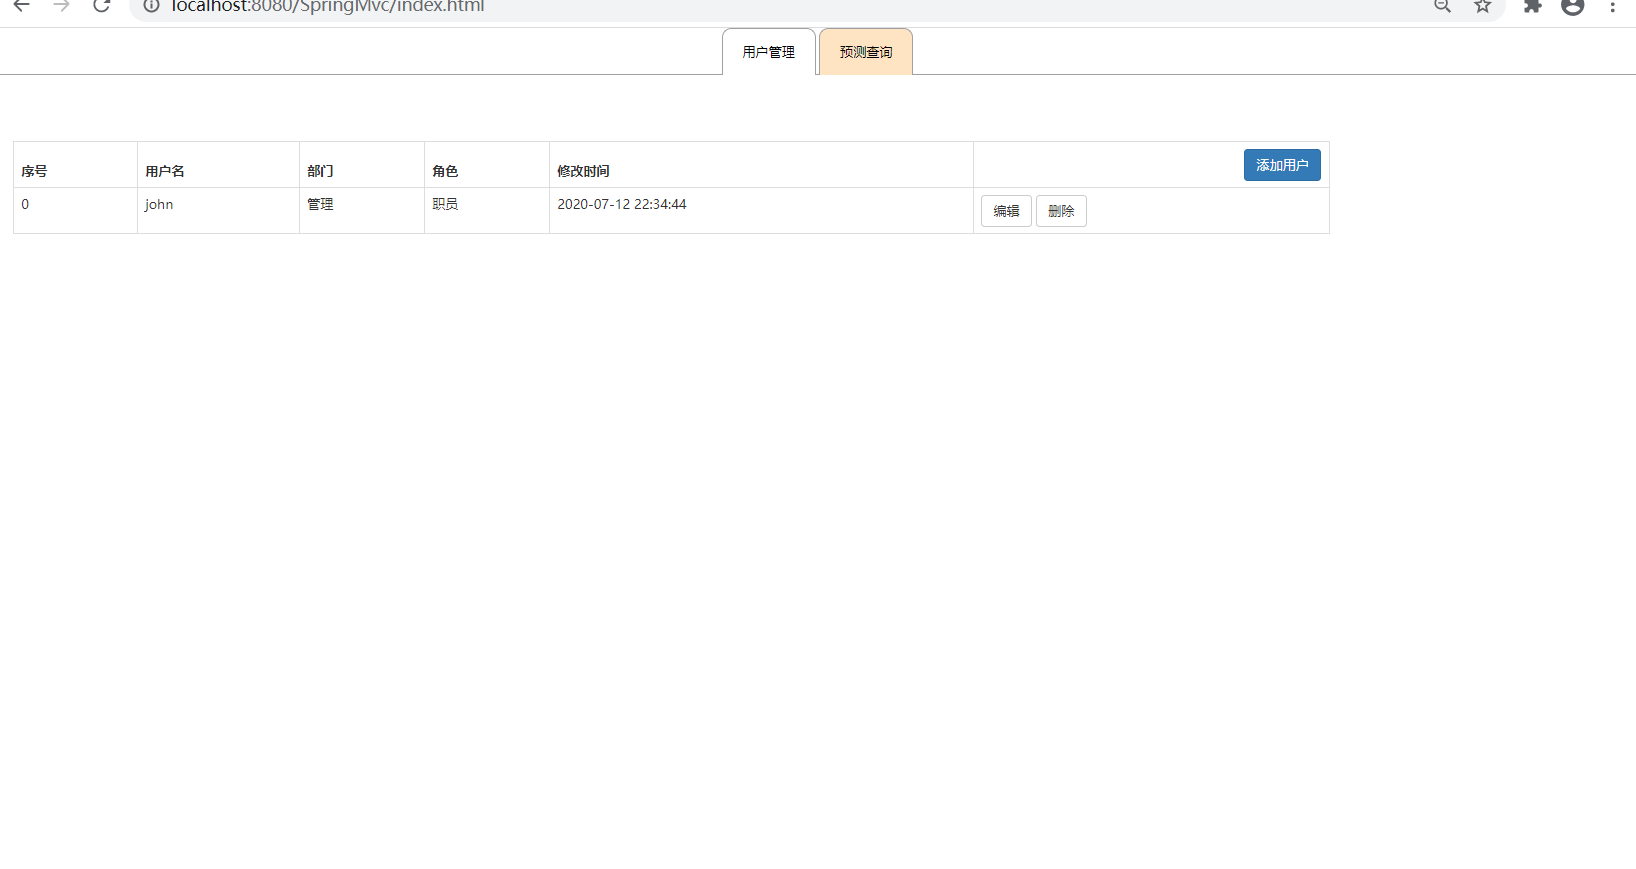 localhost:8080/SpringMvc/index.html
用户管理 预测查询
序号 用户名 部门 角色 修改时间 添加用户
0 john 管理 职员 2020-07-12 22:34:44 编辑 删除